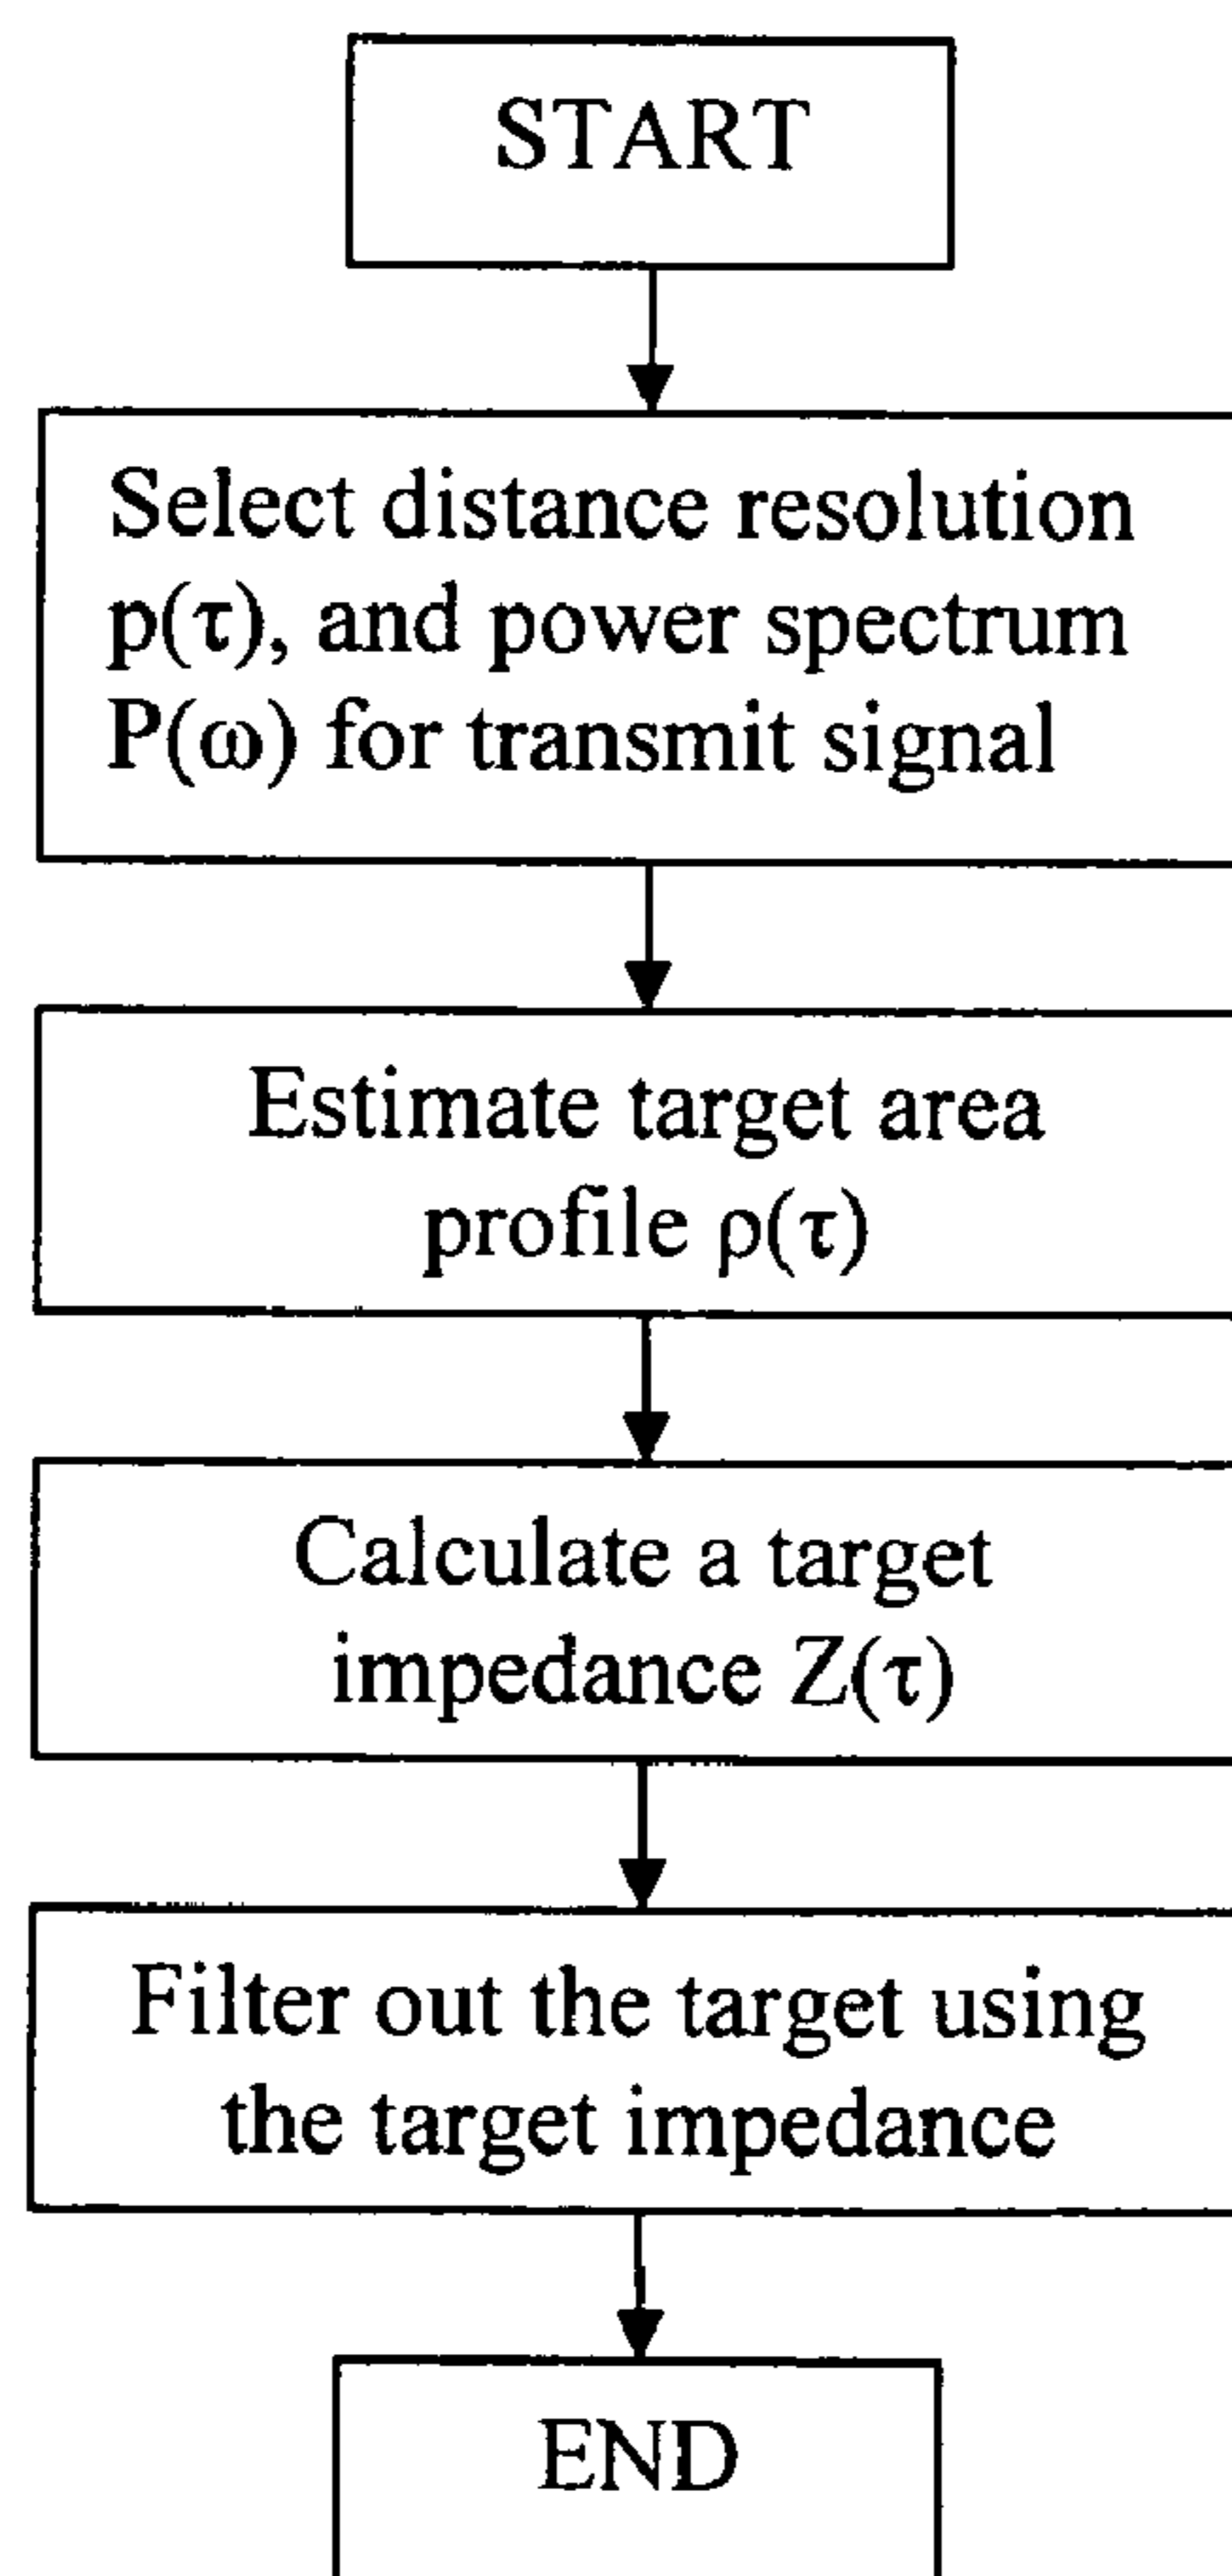 START
Select distance resolution
p(τ), and power spectrum
P(ω) for transmit signal
Estimate target area
profile ρ(τ)
Calculate a target
impedance Z(τ)
Filter out the target using
the target impedance
END